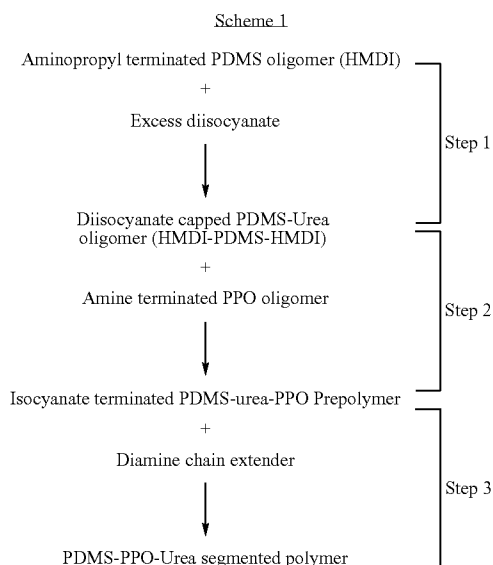 Scheme 1
Aminopropyl terminated PDMS oligomer (HMDI)
+
Excess diisocyanate
Step 1
Diisocyanate capped PDMS-Urea
oligomer (HMDI-PDMS-HMDI)
+
Amine terminated PPO oligomer
Step 2
Isocyanate terminated PDMS-urea-PPO Prepolymer
+
Diamine chain extender
Step 3
PDMS-PPO-Urea segmented polymer